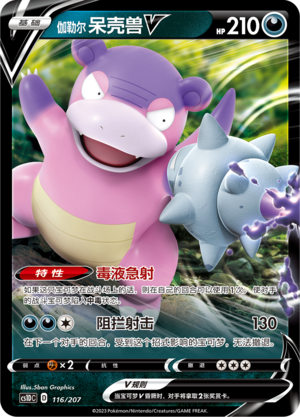 基础
伽勒尔 呆壳兽V
HP 210
特性 毒液急射
如果这只宝可梦在战斗场上的话，则在自己的回合可以使用1次。使对手
的战斗宝可梦陷入中毒状态。
阻拦射击 130
在下一个对手的回合，受到这个招式影响的宝可梦，无法撤退。
弱点 ×2 抗性 撤退
Illus.5ban Graphics
V规则
cs1DC D 116/207
当宝可梦V昏厥时，对手将拿取2张奖赏卡。
©2023 Pokémon/Nintendo/Creatures/GAME FREAK.